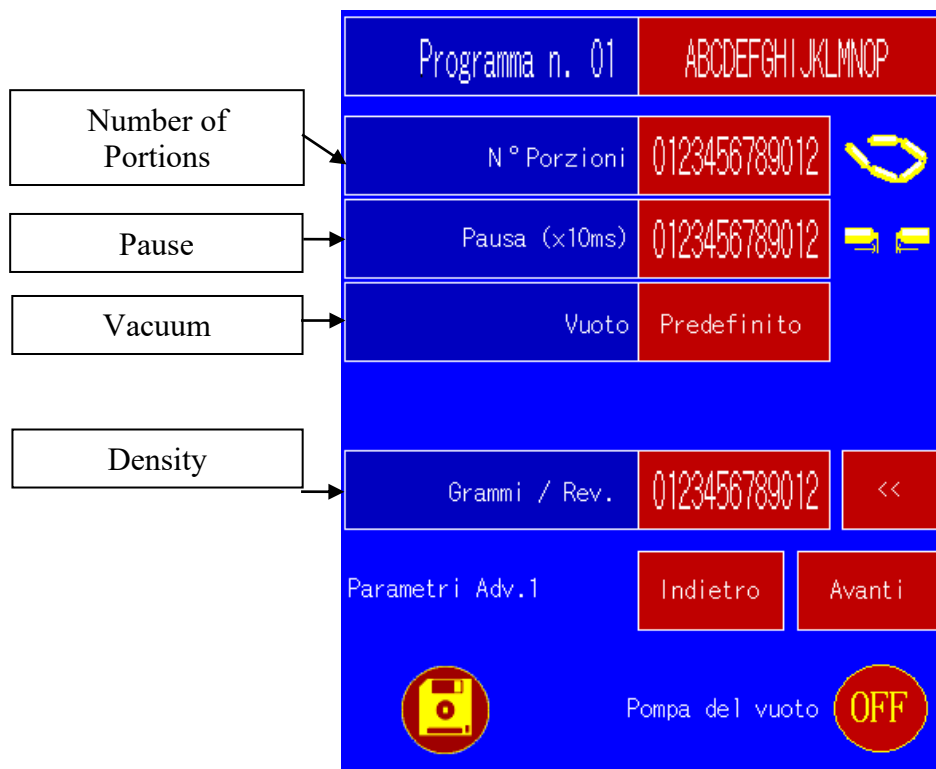 Programma n. 01 ABCDEFGHIJKLMNOP
Number of
Portions
N°Porzioni 0123456789012
Pause
Pausa (x10ms) 0123456789012
Vacuum
Vuoto Predefinito
Density
Grammi / Rev. 0123456789012 <<
Parametri Adv.1 Indietro Avanti
Pompa del vuoto OFF